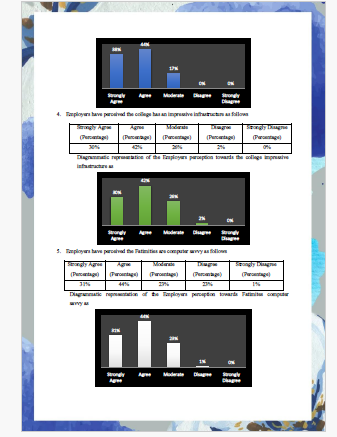 39%
44%
17%
0%
0%
Strongly Agree
Agree
Moderate
Disagree
Strongly Disagree
4. Employers have perceived the college has an impressive infrastructure as follows
Strongly Agree (Percentage)
Agree (Percentage)
Moderate (Percentage)
Disagree (Percentage)
Strongly Disagree (Percentage)
30%
42%
26%
2%
0%
Diagrammatic representation of the Employers perception towards the college impressive
infrastructure as
30%
42%
26%
2%
0%
Strongly Agree
Agree
Moderate
Disagree
Strongly Disagree
5. Employers have perceived the Fatimites are computer savvy as follows
Strongly Agree (Percentage)
Agree (Percentage)
Moderate (Percentage)
Disagree (Percentage)
Strongly Disagree (Percentage)
31%
44%
23%
23%
1%
Diagrammatic representation of the Employers perception towards Fatimites computer
savvy as
31%
44%
23%
1%
0%
Strongly Agree
Agree
Moderate
Disagree
Strongly Disagree